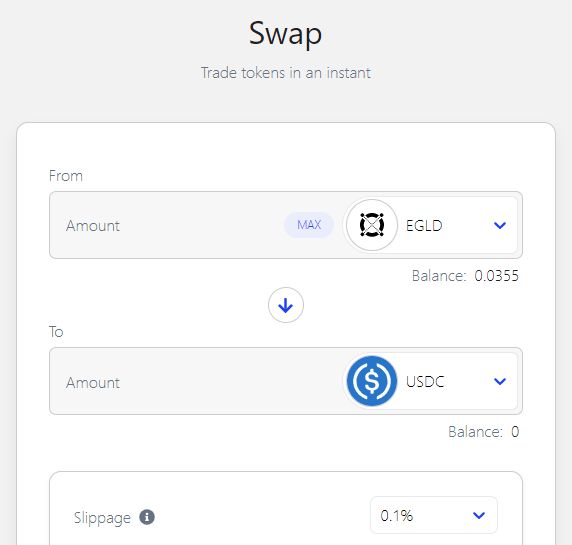 Swap
Trade tokens in an instant
From
Amount MAX EGLD
Balance: 0.0355
To
Amount USDC
Balance: 0
Slippage 0.1%